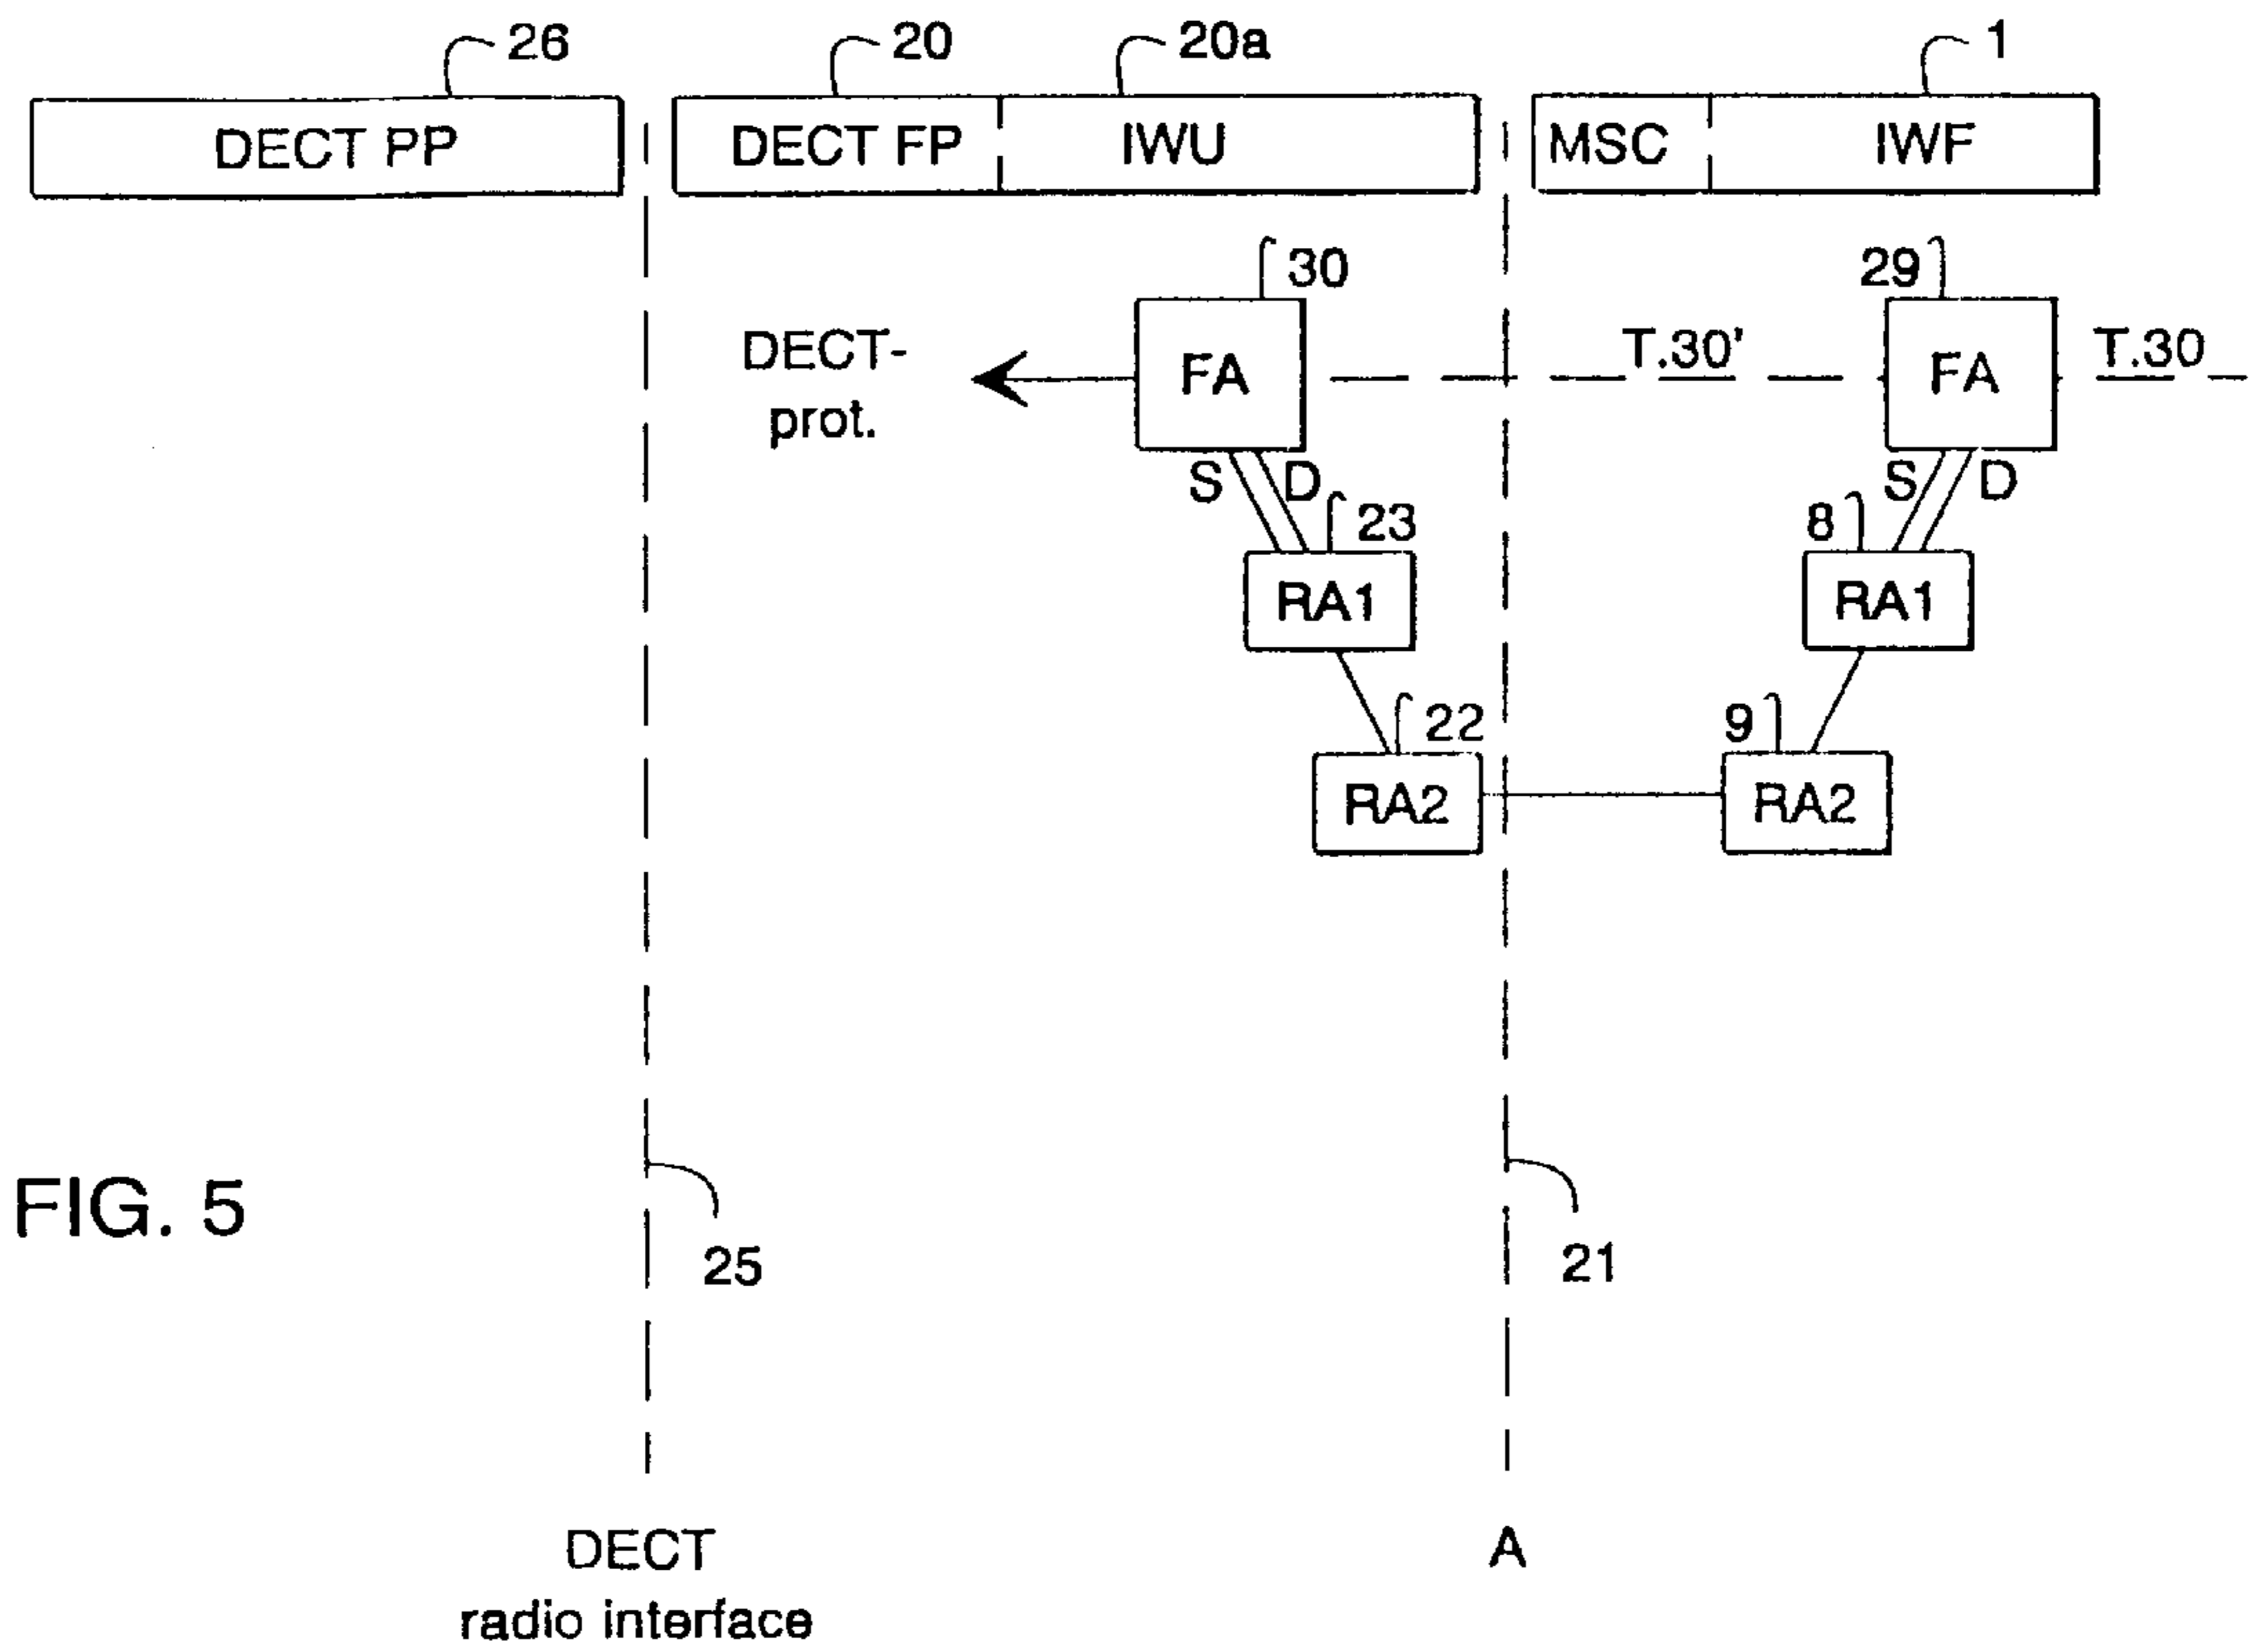 26
20
20a
1
DECT PP
DECT FP
IWU
MSC
IWF
30
29
DECT-
prot.
FA
T.30'
FA
T.30
S
D
S
D
23
8
RA1
RA1
22
9
RA2
RA2
FIG. 5
25
21
DECT
radio interface
A